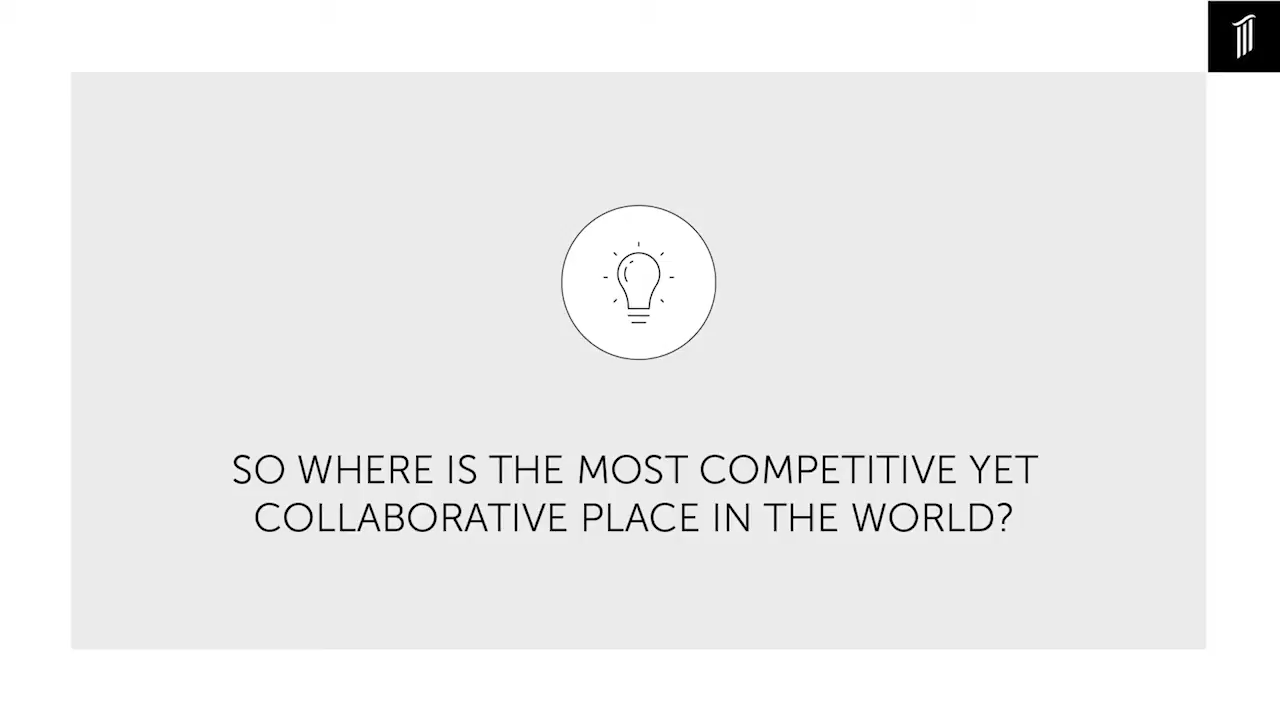 SO WHERE IS THE MOST COMPETITIVE YET
COLLABORATIVE PLACE IN THE WORLD?